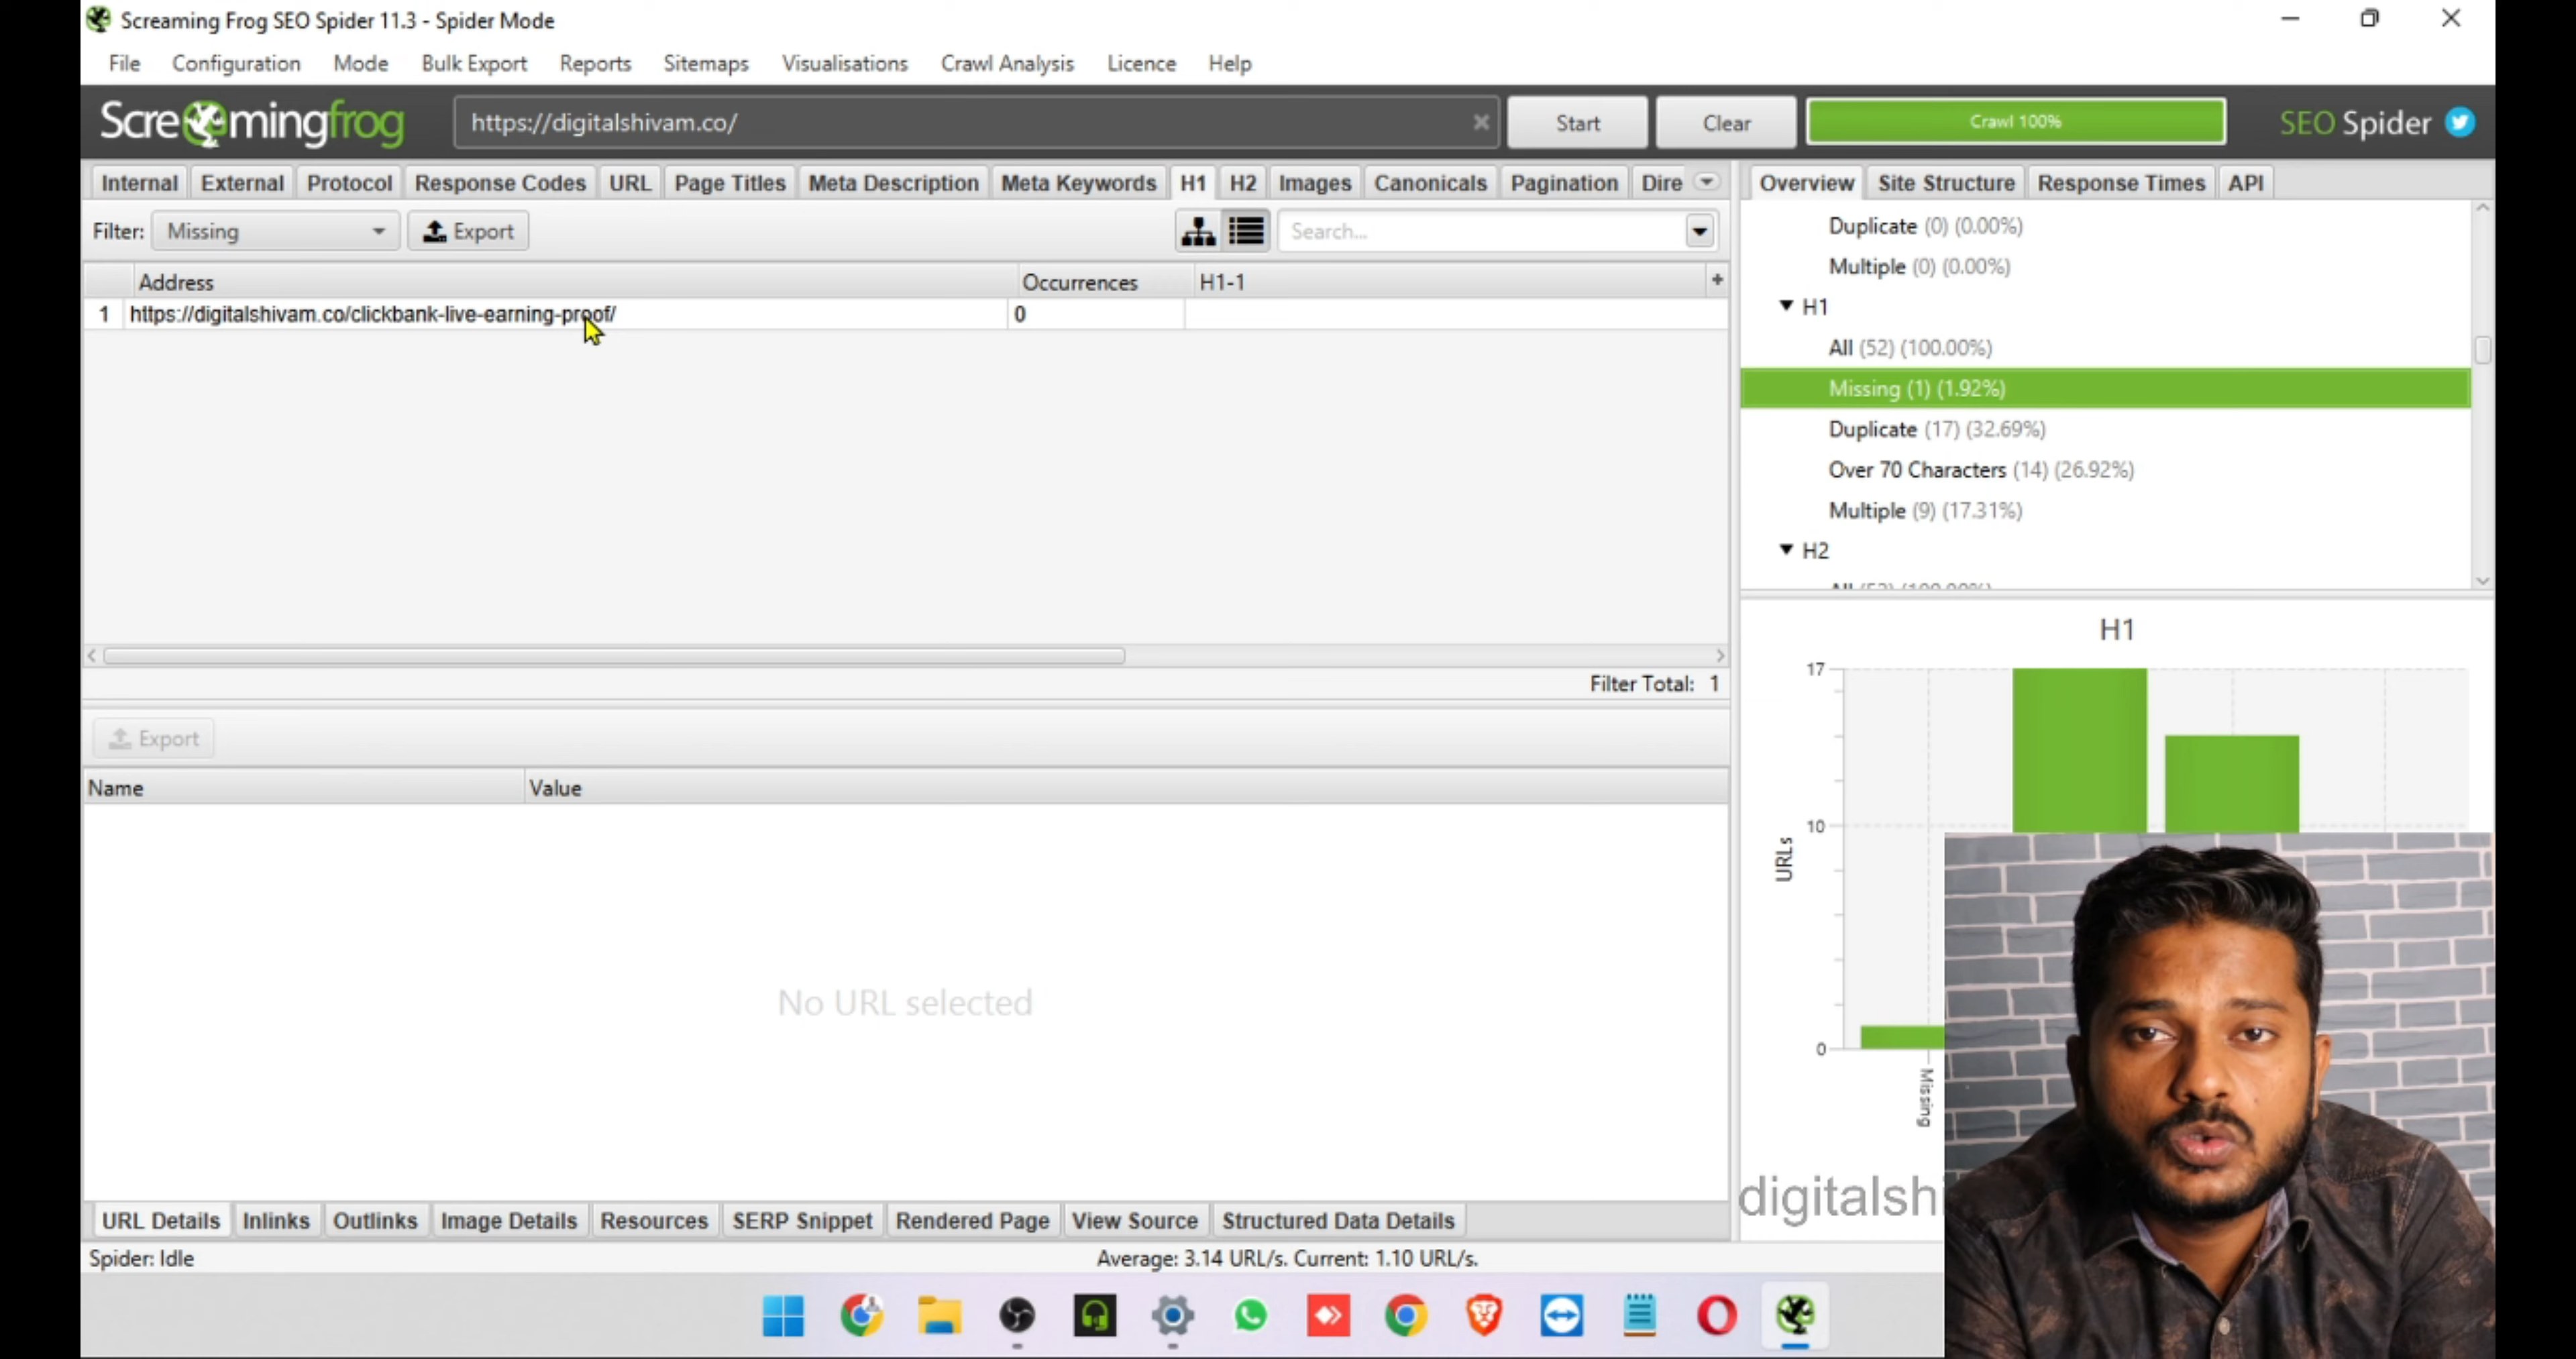 Screaming Frog SEO Spider 11.3 - Spider Mode
File Configuration Mode Bulk Export Reports Sitemaps Visualisations Crawl Analysis Licence Help
Screamingfrog https://digitalshivam.co/ Start Clear Crawl 100% SEO Spider
Internal External Protocol Response Codes URL Page Titles Meta Description Meta Keywords H1 H2 Images Canonicals Pagination Dire
Filter: Missing Export Search...
Address Occurrences H1-1 +
1 https://digitalshivam.co/clickbank-live-earning-proof/ 0
Filter Total: 1
Export
Name Value
No URL selected
URL Details Inlinks Outlinks Image Details Resources SERP Snippet Rendered Page View Source Structured Data Details
Spider: Idle Average: 3.14 URL/s. Current: 1.10 URL/s.
Overview Site Structure Response Times API
Duplicate (0) (0.00%)
Multiple (0) (0.00%)
H1
All (52) (100.00%)
Missing (1) (1.92%)
Duplicate (17) (32.69%)
Over 70 Characters (14) (26.92%)
Multiple (9) (17.31%)
H2
All (52) (100.00%)
H1
17
10
0
URLs
Missing
digitalshi